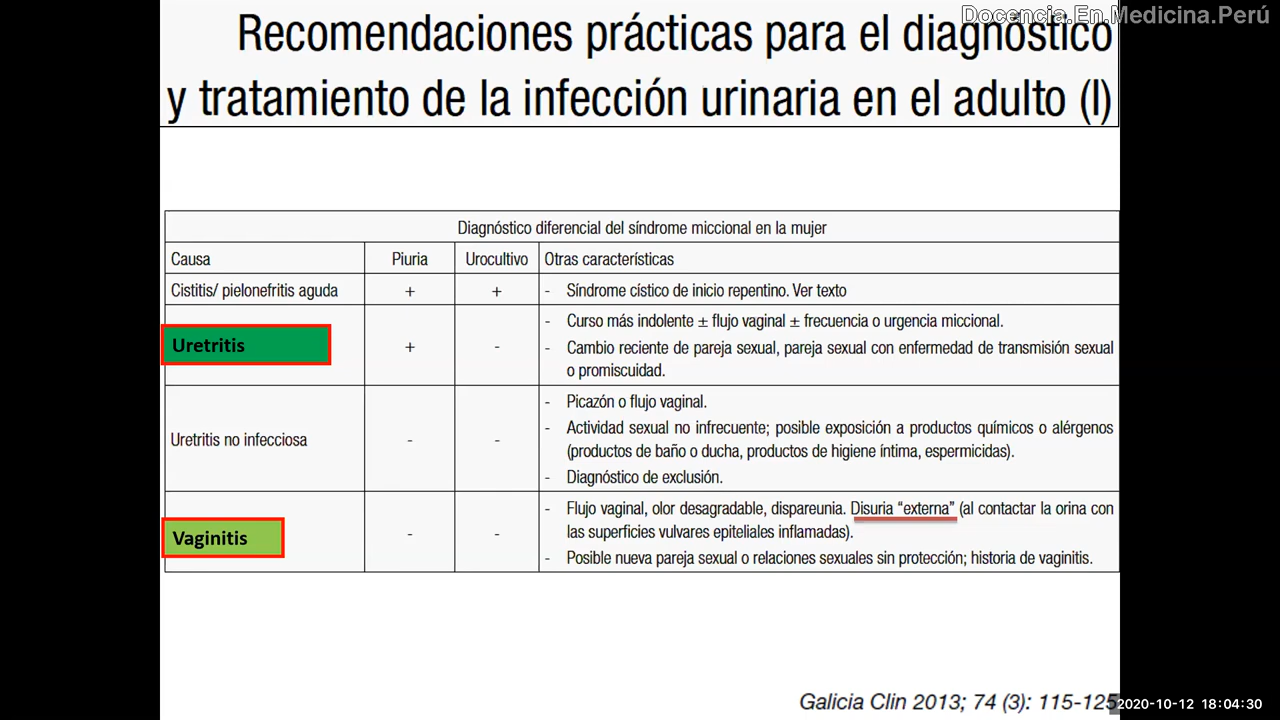 Docencia.En.Medicina.Perú
Recomendaciones prácticas para el diagnóstico
y tratamiento de la infección urinaria en el adulto (I)
Diagnóstico diferencial del síndrome miccional en la mujer
Causa Piuria Urocultivo Otras características
Cistitis/ pielonefritis aguda + + - Síndrome cístico de inicio repentino. Ver texto
Uretritis + - - Curso más indolente ± flujo vaginal ± frecuencia o urgencia miccional.
- Cambio reciente de pareja sexual, pareja sexual con enfermedad de transmisión sexual
o promiscuidad.
Uretritis no infecciosa - - - Picazón o flujo vaginal.
- Actividad sexual no infrecuente; posible exposición a productos químicos o alérgenos
(productos de baño o ducha, productos de higiene íntima, espermicidas).
- Diagnóstico de exclusión.
Vaginitis - - - Flujo vaginal, olor desagradable, dispareunia. Disuria “externa” (al contactar la orina con
las superficies vulvares epiteliales inflamadas).
- Posible nueva pareja sexual o relaciones sexuales sin protección; historia de vaginitis.
Galicia Clin 2013; 74 (3): 115-125
2020-10-12 18:04:30